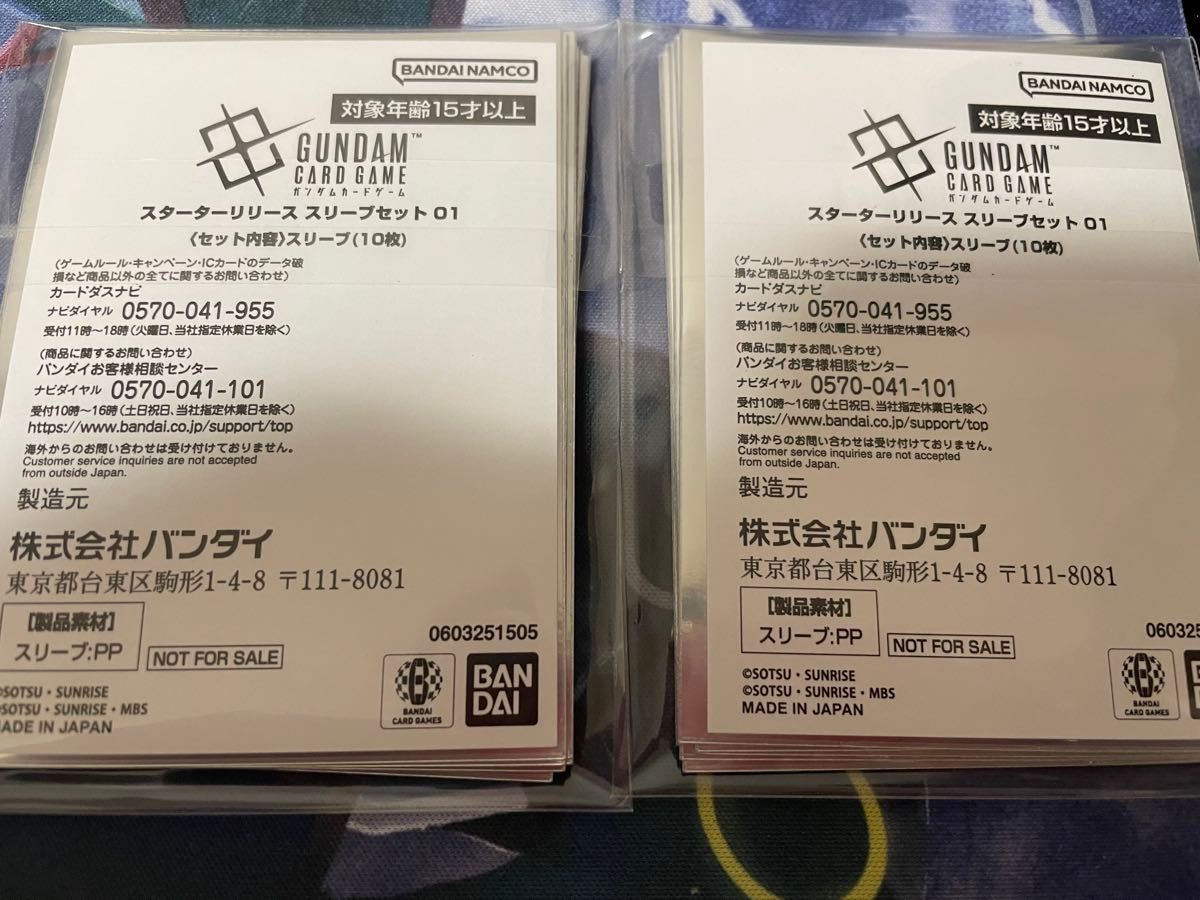 BANDAI NAMCO
対象年齢15才以上
GUNDAM™
CARD GAME
ガンダムカードゲーム
スターターリリース スリーブセット 01
〈セット内容〉スリーブ(10枚)
(ゲームルール・キャンペーン・ICカードのデータ破
損など商品以外の全てに関するお問い合わせ)
カードダスナビ
ナビダイヤル 0570-041-955
受付11時～18時(火曜日、当社指定休業日を除く)
(商品に関するお問い合わせ)
バンダイお客様相談センター
ナビダイヤル 0570-041-101
受付10時～16時(土日祝日、当社指定休業日を除く)
https://www.bandai.co.jp/support/top
海外からのお問い合わせは受け付けておりません。
Customer service inquiries are not accepted
from outside Japan.
製造元
株式会社バンダイ
東京都台東区駒形1-4-8 〒111-8081
[製品素材]
スリーブ:PP
NOT FOR SALE
0603251505
©SOTSU・SUNRISE
©SOTSU・SUNRISE・MBS
MADE IN JAPAN
BANDAI
CARD GAMES
BAN
DAI
BANDAI NAMCO
対象年齢15才以上
GUNDAM™
CARD GAME
ガンダムカードゲーム
スターターリリース スリーブセット 01
〈セット内容〉スリーブ(10枚)
(ゲームルール・キャンペーン・ICカードのデータ破
損など商品以外の全てに関するお問い合わせ)
カードダスナビ
ナビダイヤル 0570-041-955
受付11時～18時(火曜日、当社指定休業日を除く)
(商品に関するお問い合わせ)
バンダイお客様相談センター
ナビダイヤル 0570-041-101
受付10時～16時(土日祝日、当社指定休業日を除く)
https://www.bandai.co.jp/support/top
海外からのお問い合わせは受け付けておりません。
Customer service inquiries are not accepted
from outside Japan.
製造元
株式会社バンダイ
東京都台東区駒形1-4-8 〒111-8081
[製品素材]
スリーブ:PP
NOT FOR SALE
060325
©SOTSU・SUNRISE
©SOTSU・SUNRISE・MBS
MADE IN JAPAN
BANDAI
CARD GAMES